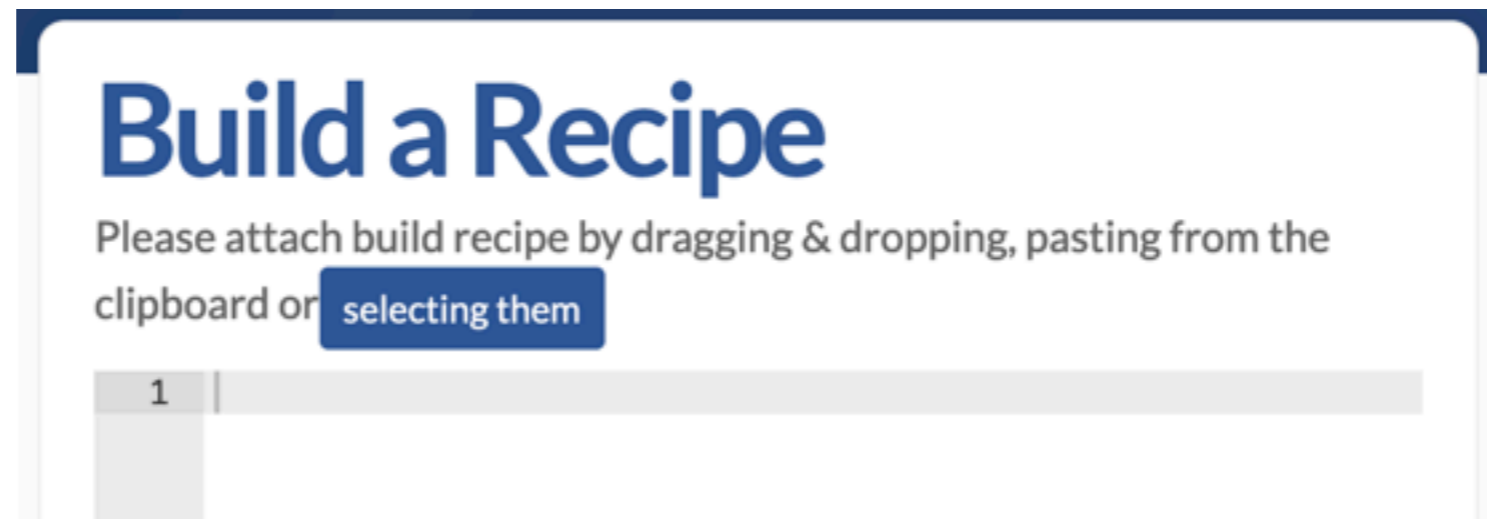 Build a Recipe
Please attach build recipe by dragging & dropping, pasting from the
clipboard or selecting them
1